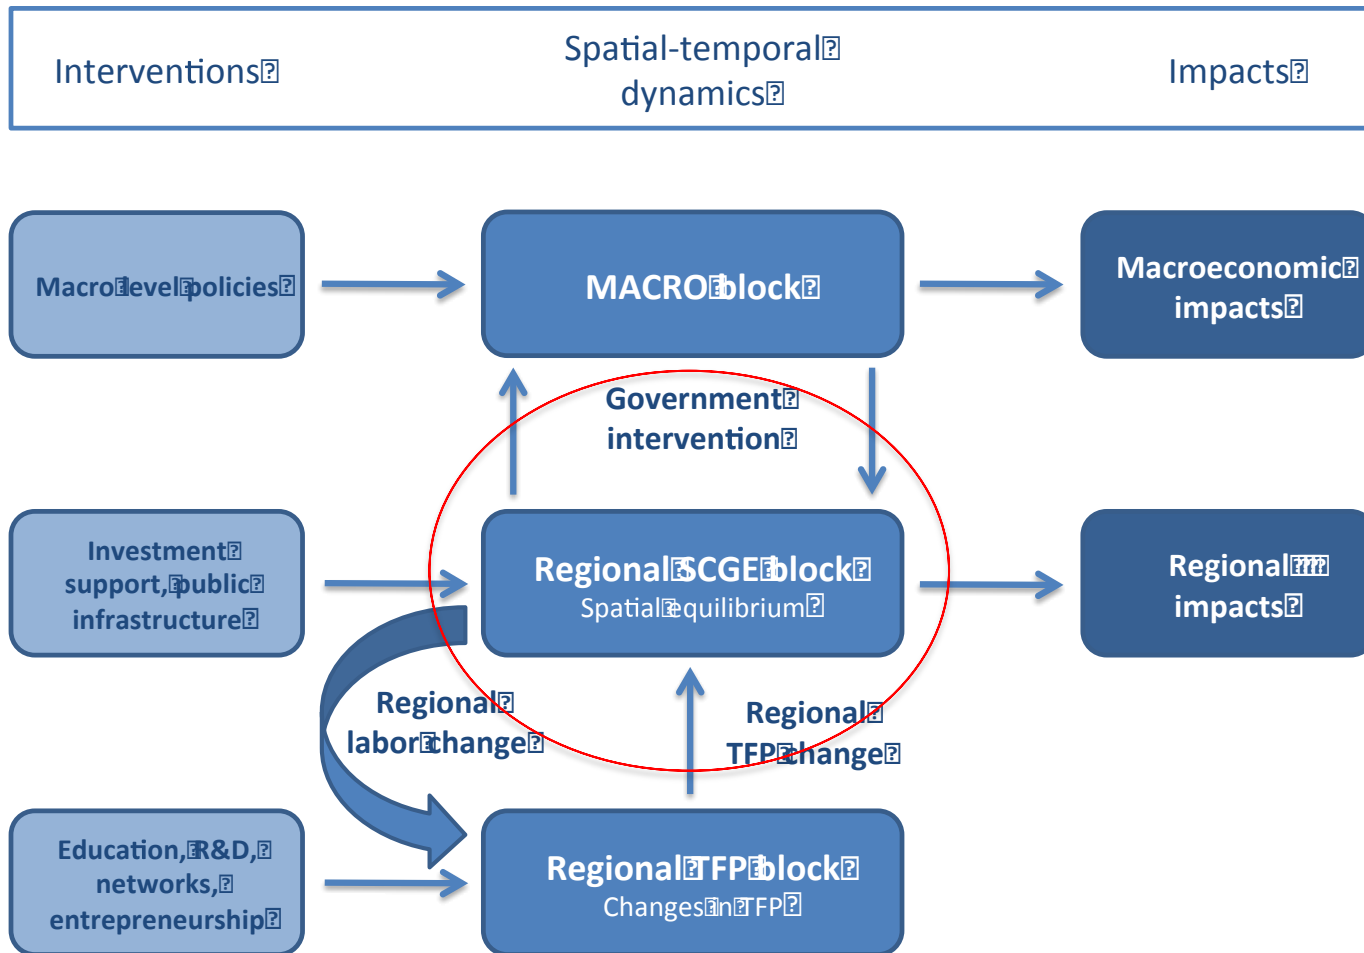 Interventions
Spatial-temporal
dynamics
Impacts
Macro level policies
MACRO block
Macroeconomic
impacts
Government
intervention
Investment
support, public
infrastructure
Regional SCGE block
Spatial equilibrium
Regional
impacts
Regional
labor change
Regional
TFP change
Education, R&D,
networks,
entrepreneurship
Regional TFP block
Changes in TFP